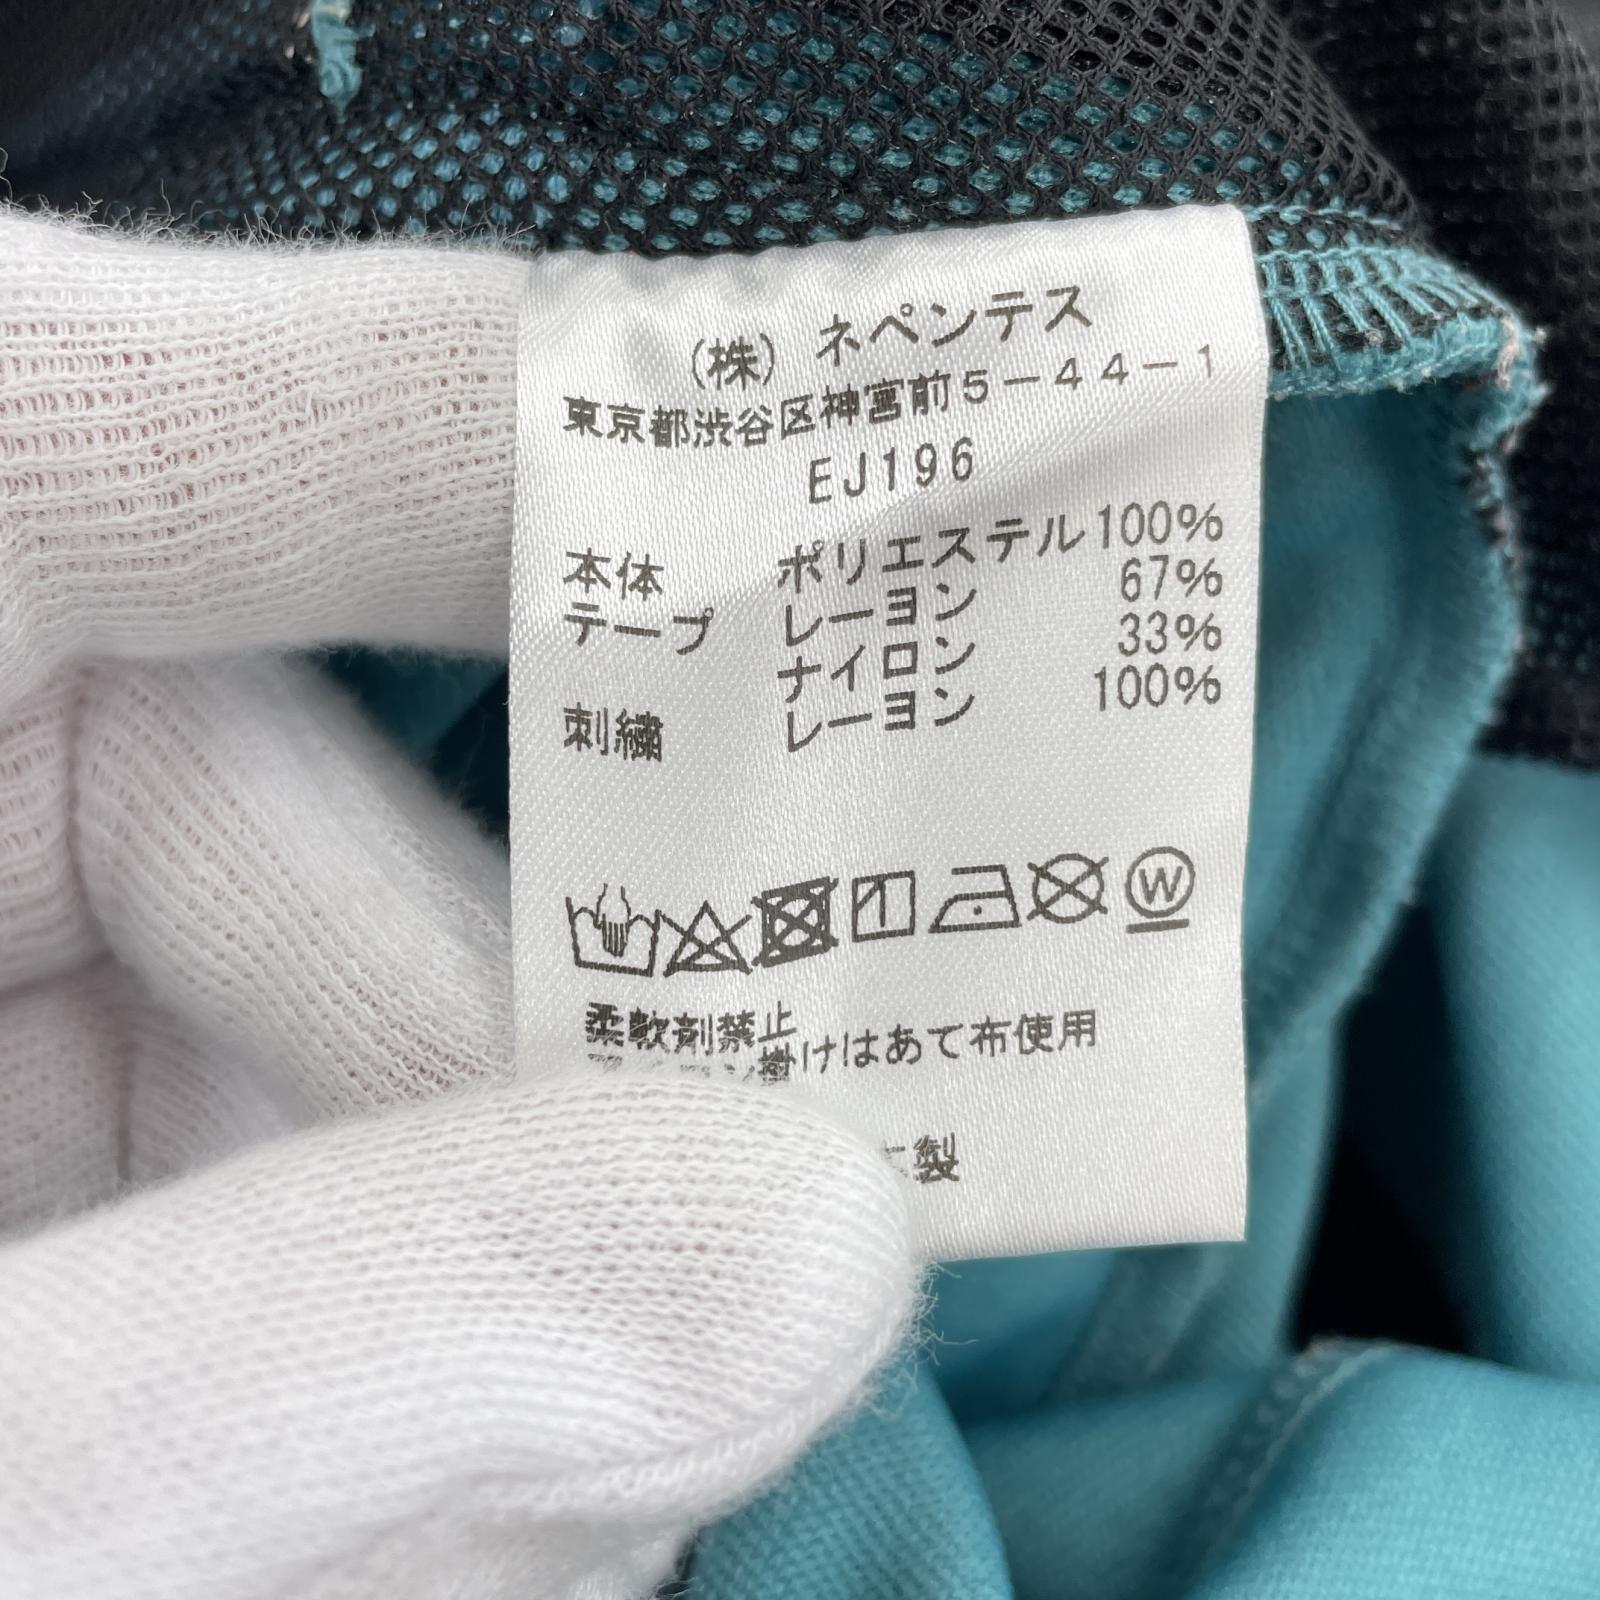 (株) ネペンテス
東京都渋谷区神宮前5-44-1
EJ196
本体 ポリエステル100%
テープ レーヨン 67%
ナイロン 33%
刺繍 レーヨン 100%
W
柔軟剤禁止
掛けはあて布使用
製